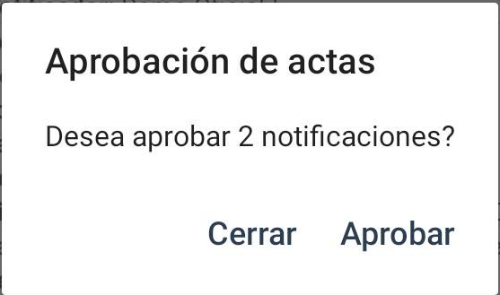 Aprobación de actas
Desea aprobar 2 notificaciones?
Cerrar Aprobar